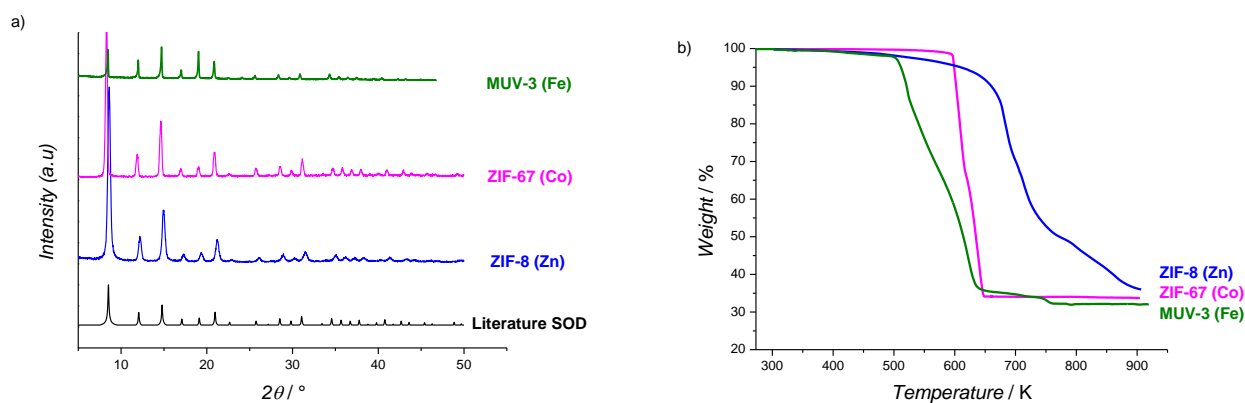 a)
MUV-3 (Fe)
ZIF-67 (Co)
ZIF-8 (Zn)
Literature SOD
Intensity (a.u)
10 20 30 40 50
2θ / °
b)
100
90
80
70
60
50
40
30
20
Weight / %
ZIF-8 (Zn)
ZIF-67 (Co)
MUV-3 (Fe)
300 400 500 600 700 800 900
Temperature / K